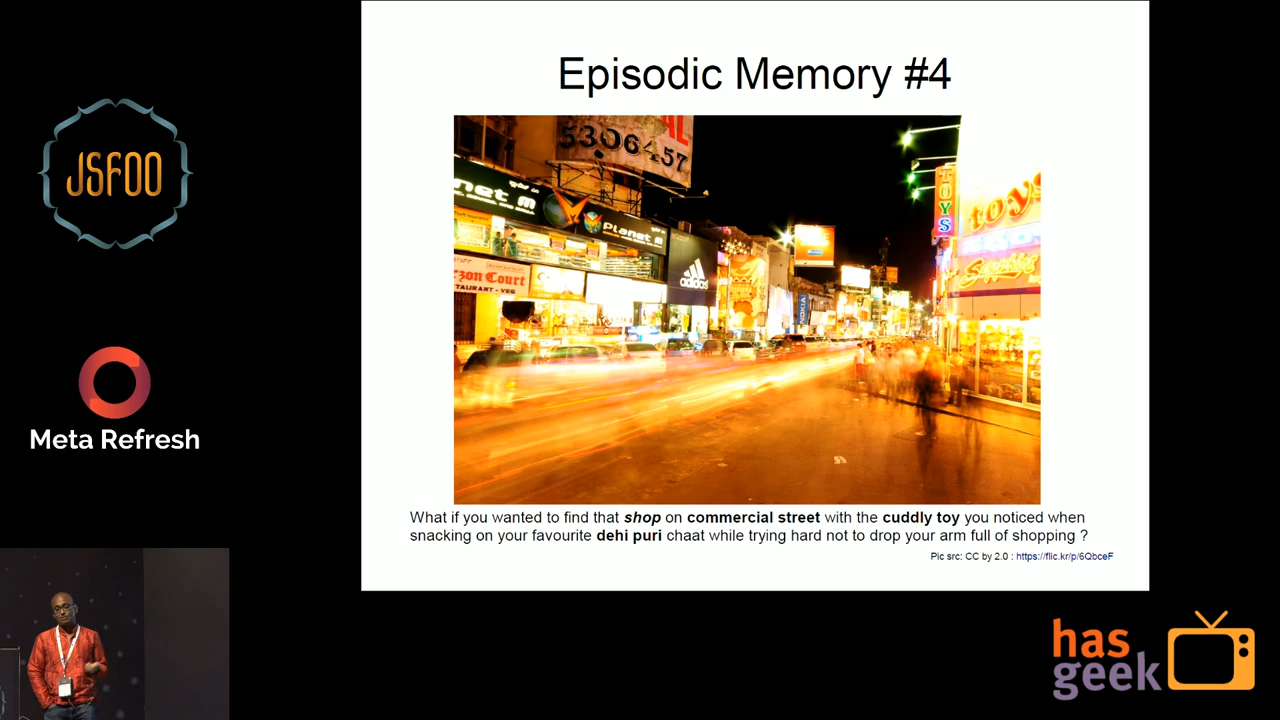 JSFOO
Meta Refresh
Episodic Memory #4
5306457
Planet M
adidas
NOKIA
TOYS
toys
What if you wanted to find that shop on commercial street with the cuddly toy you noticed when
snacking on your favourite dehi puri chaat while trying hard not to drop your arm full of shopping ?
Pic src: CC by 2.0 : https://flic.kr/p/6QbceF
has
geek